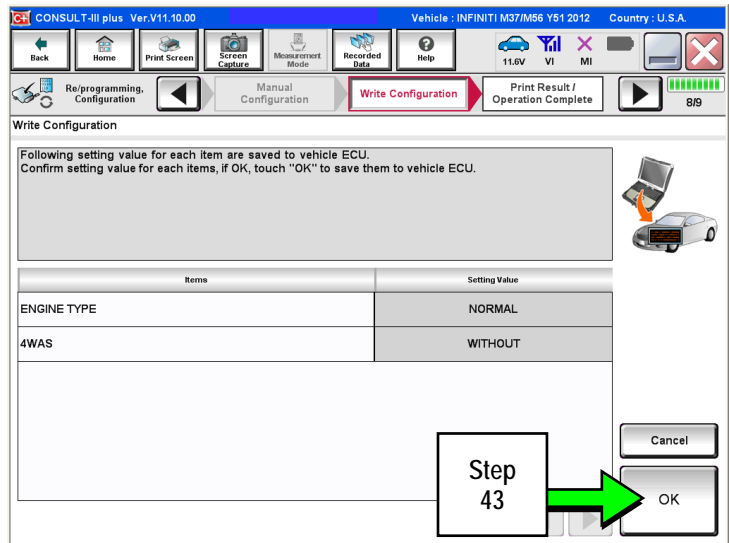 C+ CONSULT-III plus Ver.V11.10.00 Vehicle : INFINITI M37/M56 Y51 2012 Country : U.S.A.
Back
Home
Print Screen
Screen
Capture
Measurement
Mode
Recorded
Data
?
Help
11.6V
VI
MI
Re/programming,
Configuration
Manual
Configuration
Write Configuration
Print Result /
Operation Complete
8/9
Write Configuration
Following setting value for each item are saved to vehicle ECU.
Confirm setting value for each items, if OK, touch "OK" to save them to vehicle ECU.
Items Setting Value
ENGINE TYPE NORMAL
4WAS WITHOUT
Cancel
Step
43
OK